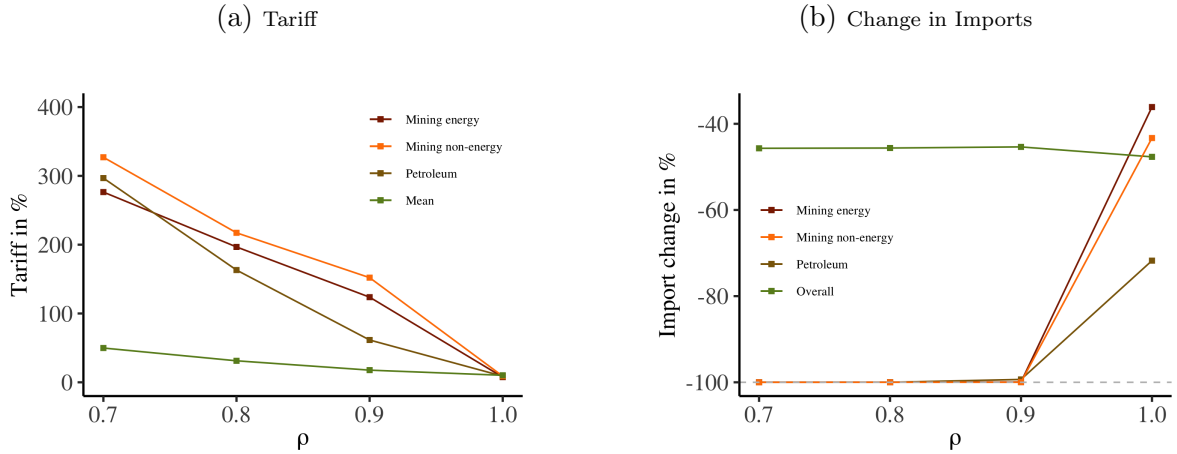 (a) Tariff
400
300
200
100
0
Tariff in %
0.7 0.8 0.9 1.0
ρ
Mining energy
Mining non-energy
Petroleum
Mean
(b) Change in Imports
-40
-60
-80
-100
Import change in %
0.7 0.8 0.9 1.0
ρ
Mining energy
Mining non-energy
Petroleum
Overall